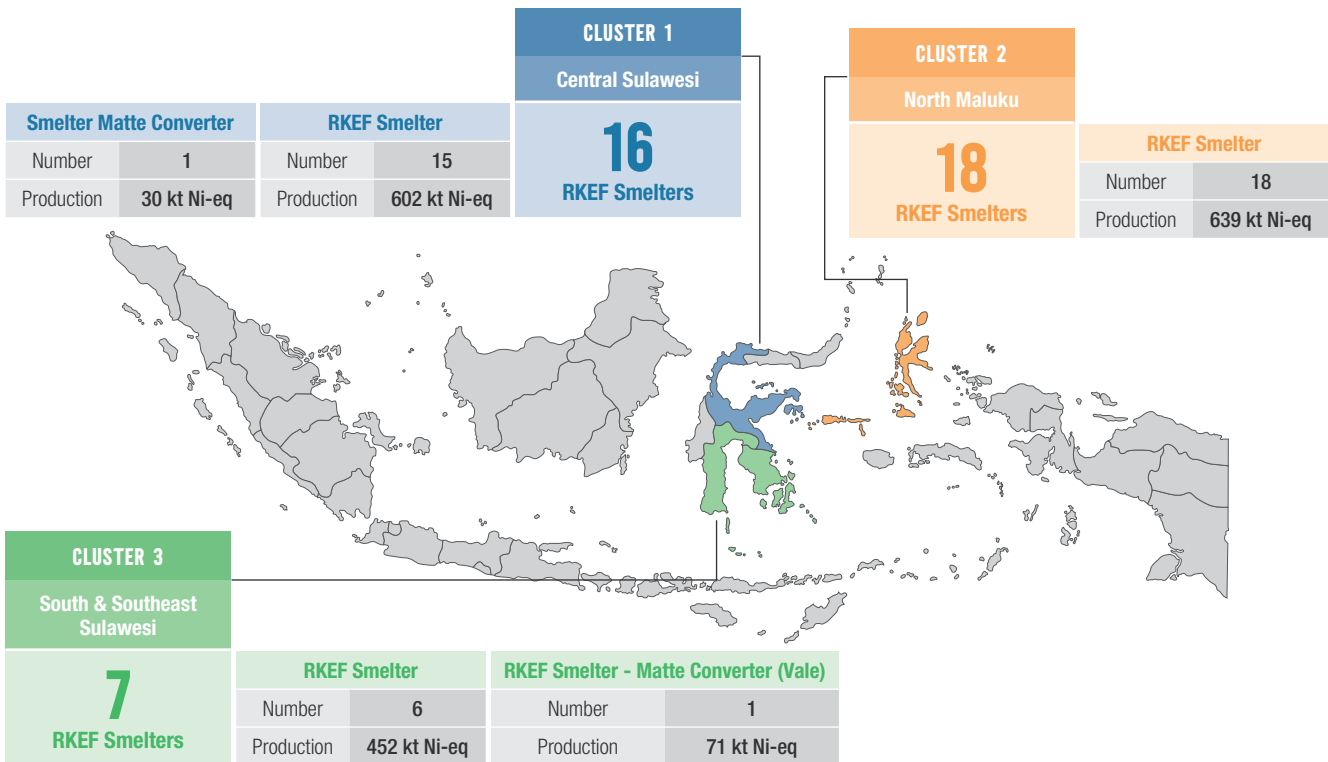 CLUSTER 1
Central Sulawesi
16
RKEF Smelters
Smelter Matte Converter
Number 1
Production 30 kt Ni-eq
RKEF Smelter
Number 15
Production 602 kt Ni-eq
CLUSTER 2
North Maluku
18
RKEF Smelters
RKEF Smelter
Number 18
Production 639 kt Ni-eq
CLUSTER 3
South & Southeast
Sulawesi
7
RKEF Smelters
RKEF Smelter
Number 6
Production 452 kt Ni-eq
RKEF Smelter - Matte Converter (Vale)
Number 1
Production 71 kt Ni-eq